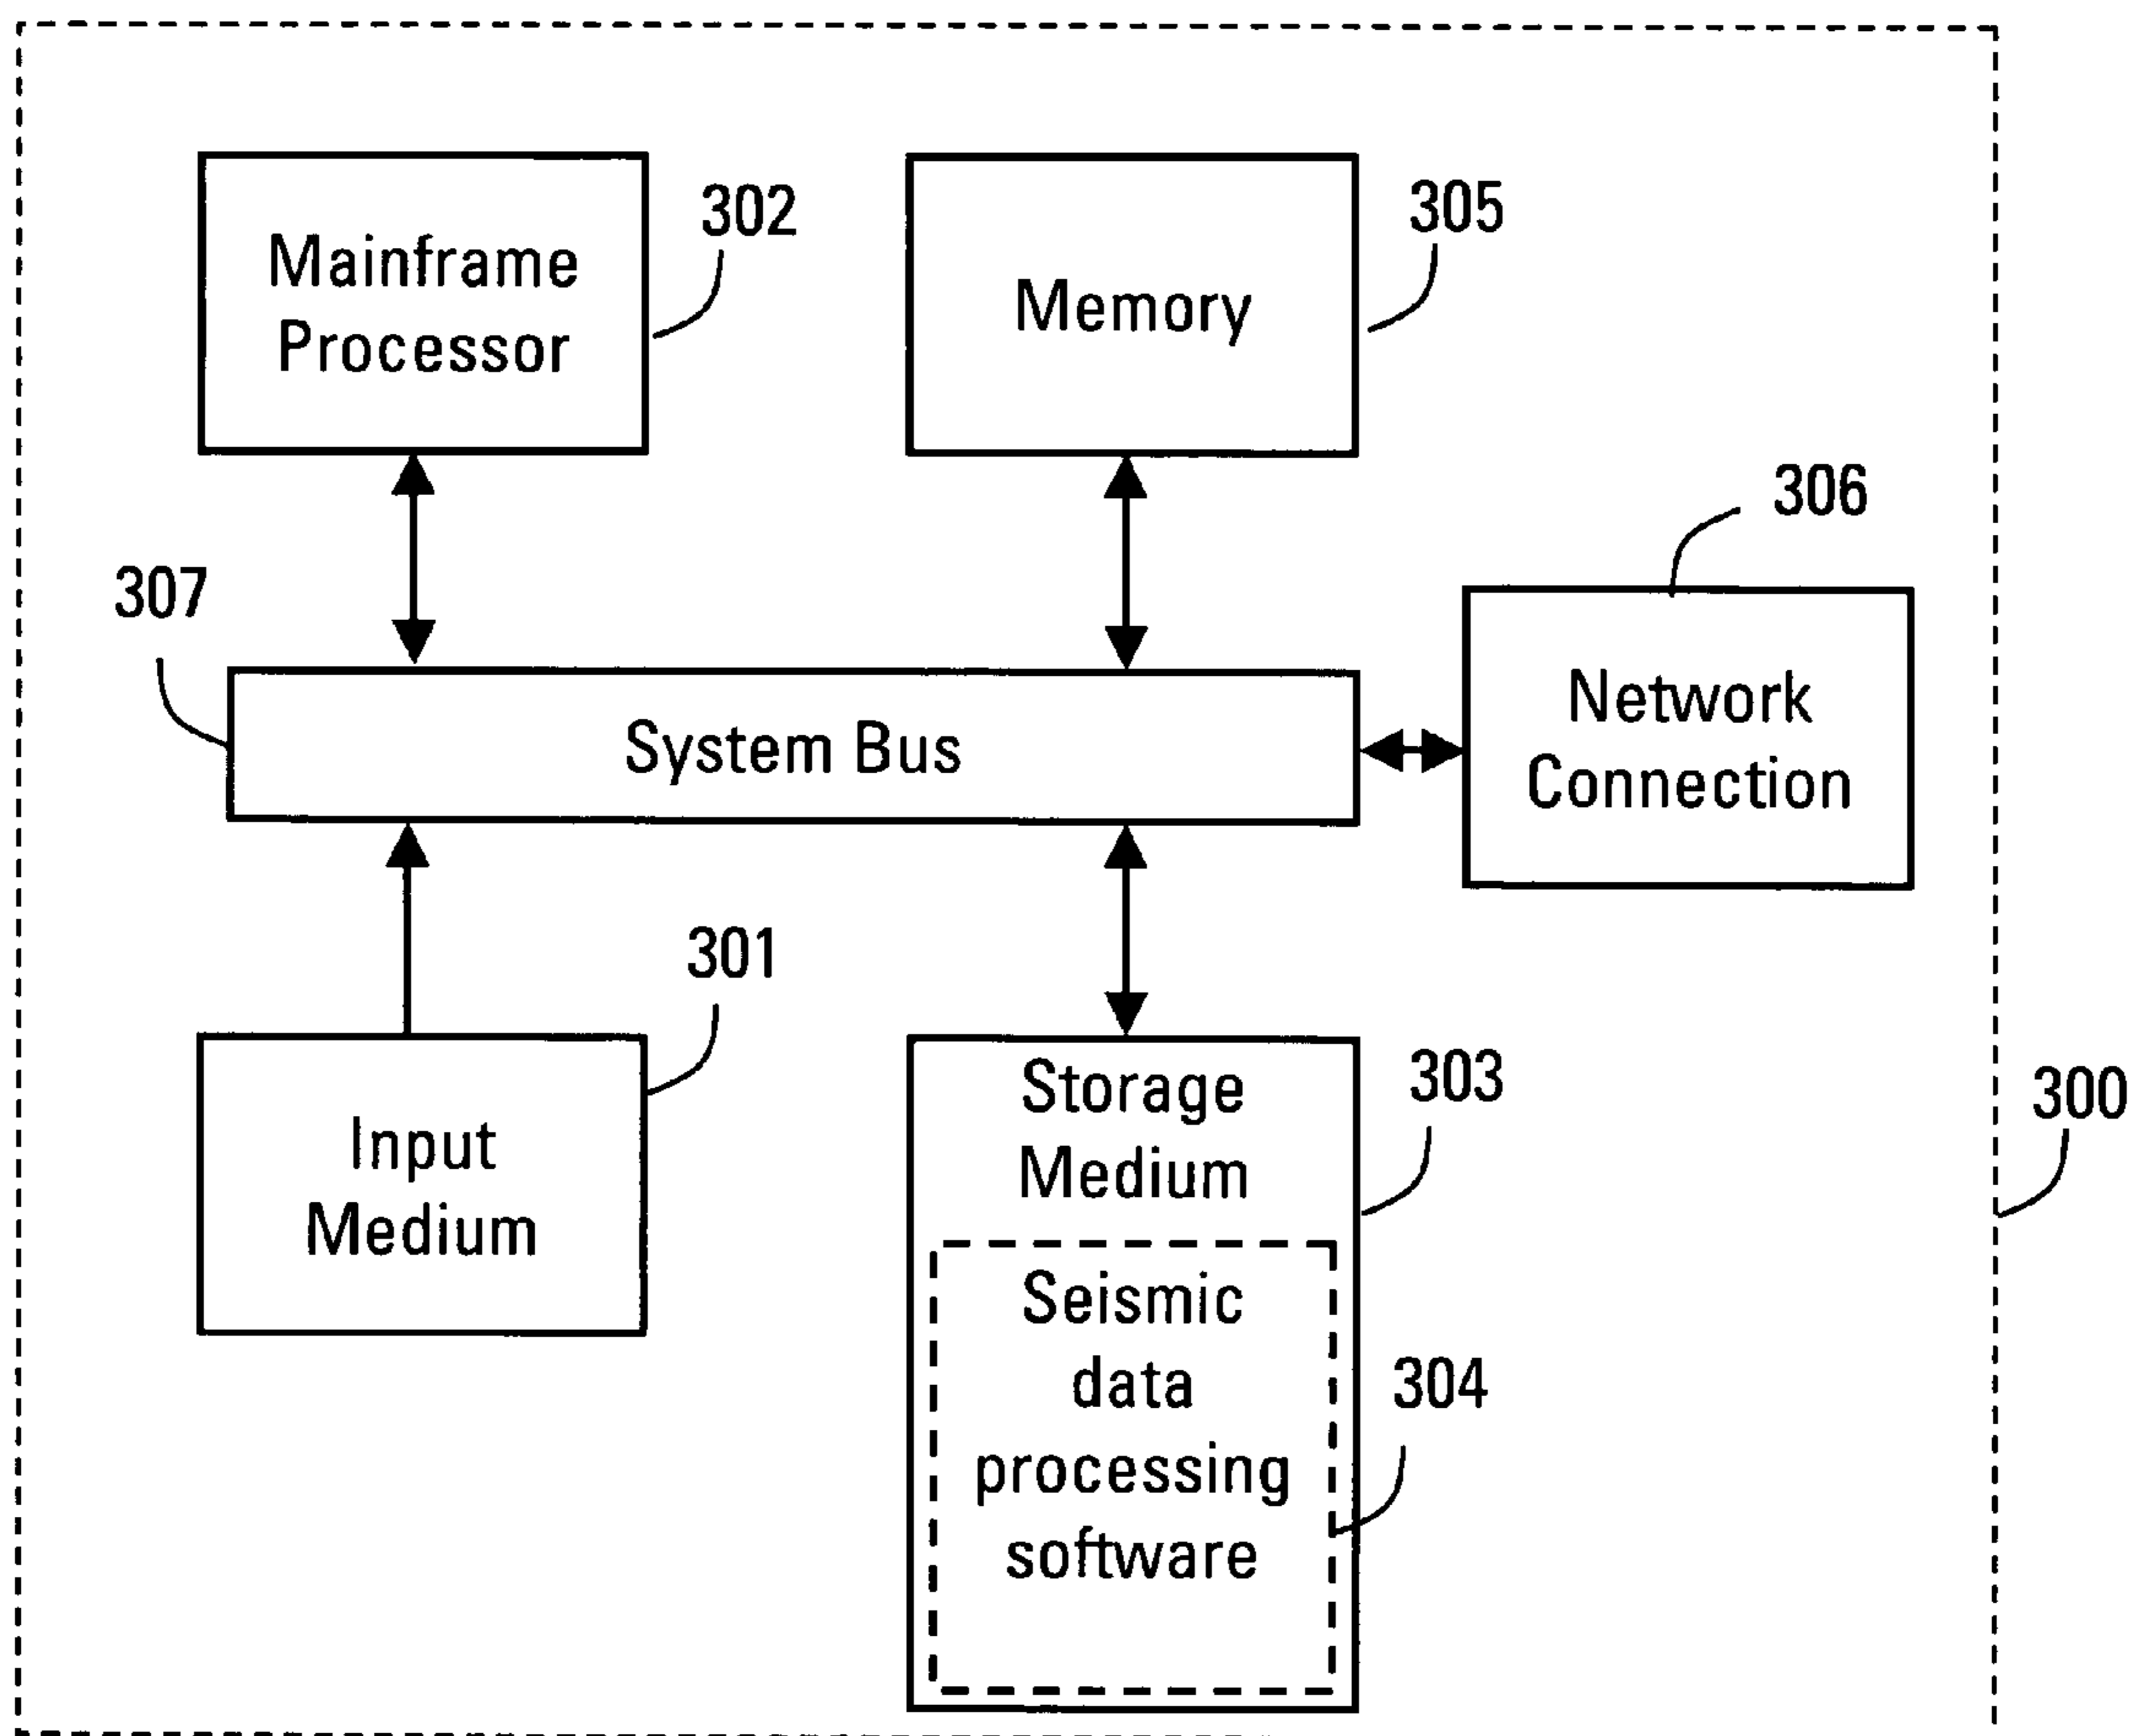 302
Mainframe
Processor
305
Memory
306
307
System Bus
Network
Connection
301
Input
Medium
303
Storage
Medium
300
Seismic
data
processing
software
304